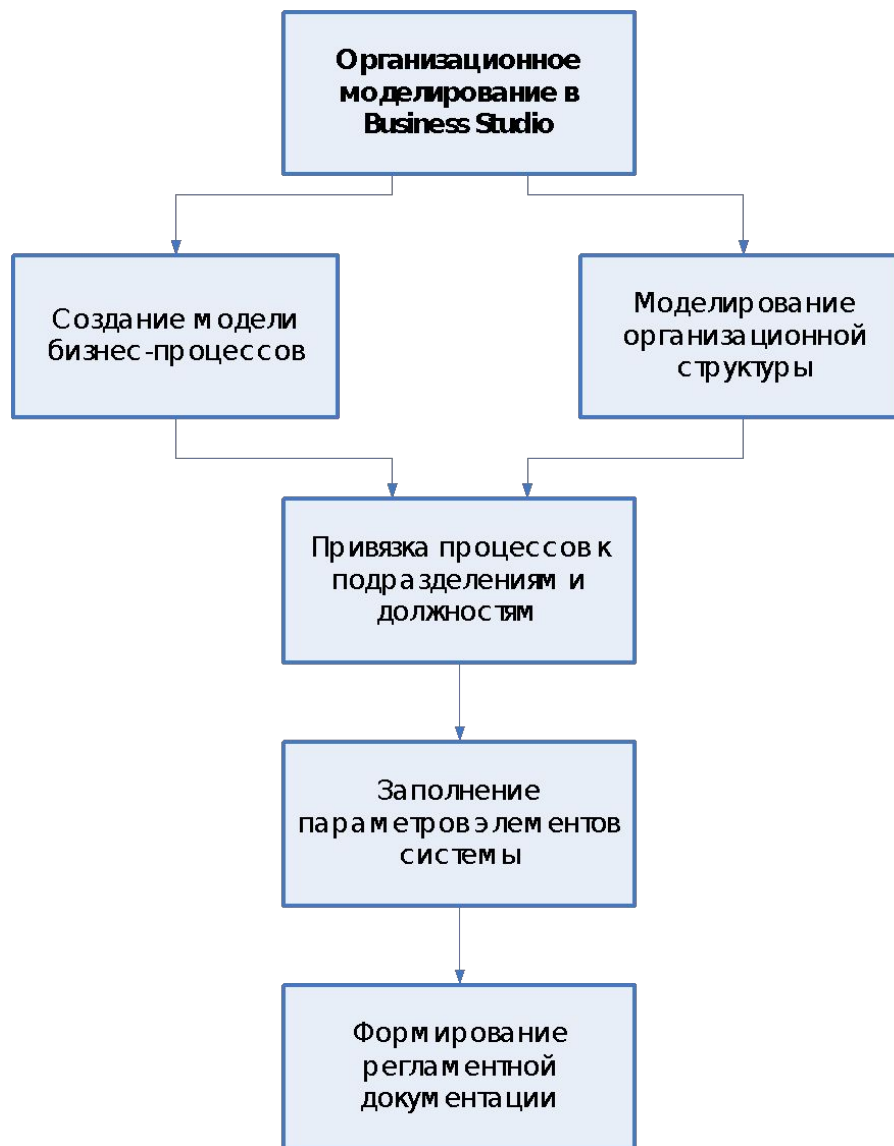 Организационное
моделирование в
Business Studio
Создание модели
бизнес-процессов
Моделирование
организационной
структуры
Привязка процессов к
подразделениям и
должностям
Заполнение
параметров элементов
системы
Формирование
регламентной
документации